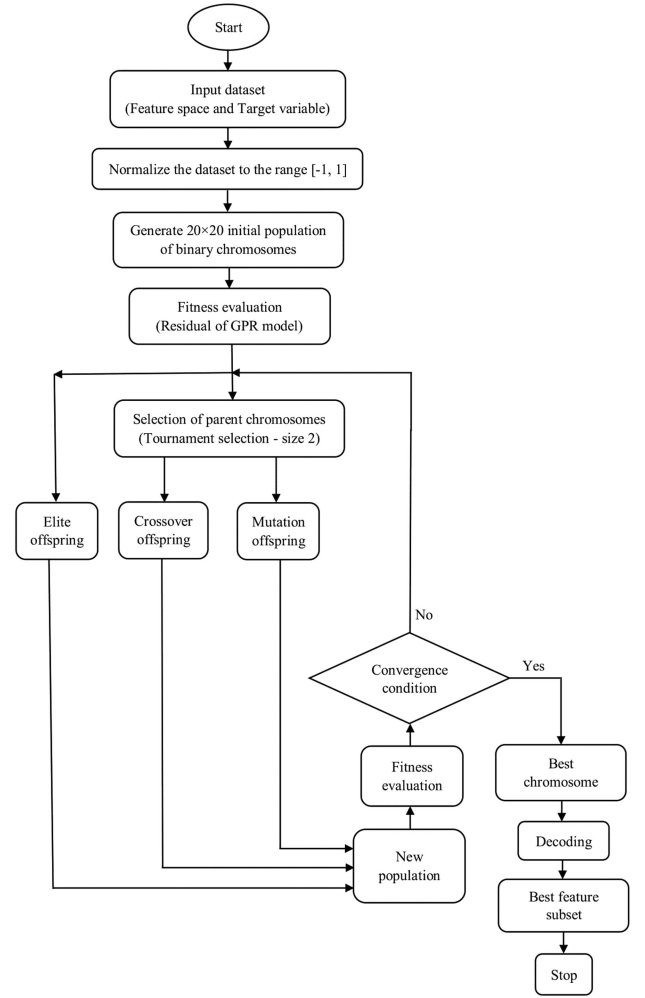 Start
Input dataset
(Feature space and Target variable)
Normalize the dataset to the range [-1, 1]
Generate 20×20 initial population
of binary chromosomes
Fitness evaluation
(Residual of GPR model)
Selection of parent chromosomes
(Tournament selection - size 2)
Elite
offspring
Crossover
offspring
Mutation
offspring
No
Convergence
condition
Yes
Fitness
evaluation
New
population
Best
chromosome
Decoding
Best feature
subset
Stop